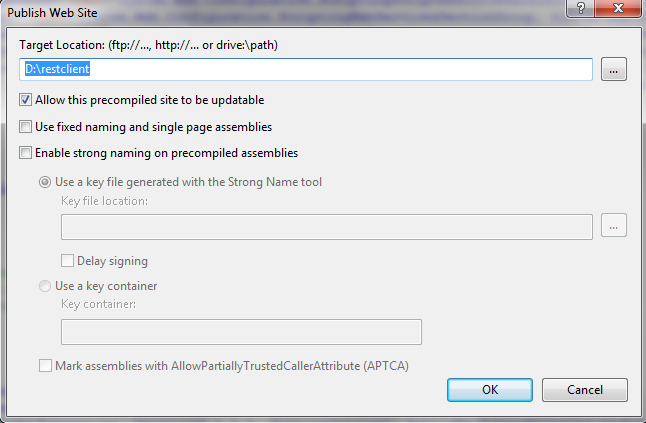 Publish Web Site
Target Location: (ftp://..., http://... or drive:\path)
D:\restclient
...
Allow this precompiled site to be updatable
Use fixed naming and single page assemblies
Enable strong naming on precompiled assemblies
Use a key file generated with the Strong Name tool
Key file location:
...
Delay signing
Use a key container
Key container:
Mark assemblies with AllowPartiallyTrustedCallerAttribute (APTCA)
OK
Cancel